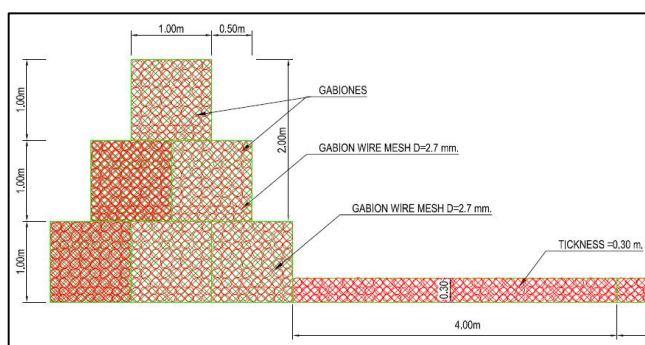 1.00m
0.50m
1.00m
GABIONES
2.00m
GABION WIRE MESH D=2.7 mm.
1.00m
GABION WIRE MESH D=2.7 mm.
1.00m
TICKNESS =0,30 m.
0.30
4.00m